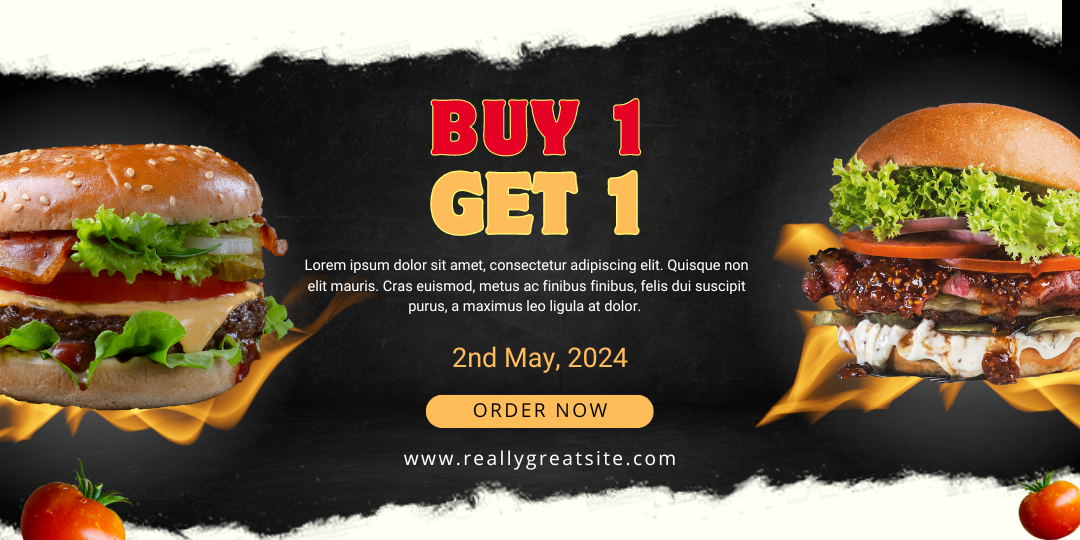 BUY 1
GET 1
Lorem ipsum dolor sit amet, consectetur adipiscing elit. Quisque non
elit mauris. Cras euismod, metus ac finibus finibus, felis dui suscipit
purus, a maximus leo ligula at dolor.
2nd May, 2024
ORDER NOW
www.reallygreatsite.com